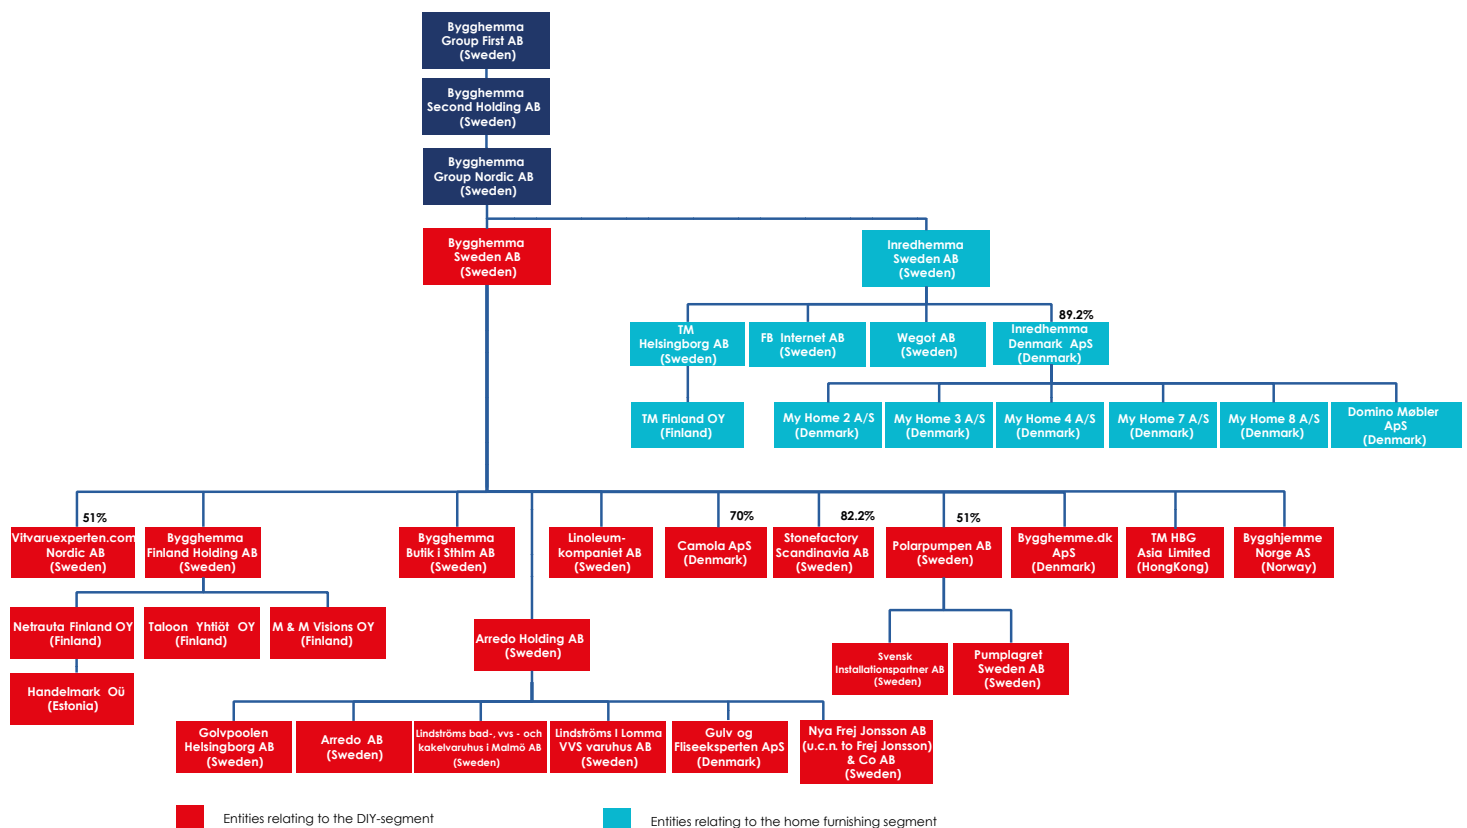 Bygghemma
Group First AB
(Sweden)
Bygghemma
Second Holding AB
(Sweden)
Bygghemma
Group Nordic AB
(Sweden)
Bygghemma
Sweden AB
(Sweden)
Inredhemma
Sweden AB
(Sweden)
89.2%
TM
Helsingborg AB
(Sweden)
FB Internet AB
(Sweden)
Wegot AB
(Sweden)
Inredhemma
Denmark ApS
(Denmark)
TM Finland OY
(Finland)
My Home 2 A/S
(Denmark)
My Home 3 A/S
(Denmark)
My Home 4 A/S
(Denmark)
My Home 7 A/S
(Denmark)
My Home 8 A/S
(Denmark)
Domino Møbler
ApS
(Denmark)
51%
70%
82.2%
51%
Vitvaruexperten.com
Nordic AB
(Sweden)
Bygghemma
Finland Holding AB
(Sweden)
Bygghemma
Butik i Sthlm AB
(Sweden)
Linoleum-
kompaniet AB
(Sweden)
Camola ApS
(Denmark)
Stonefactory
Scandinavia AB
(Sweden)
Polarpumpen AB
(Sweden)
Bygghemme.dk
ApS
(Denmark)
TM HBG
Asia Limited
(HongKong)
Bygghjemme
Norge AS
(Norway)
Netrauta Finland OY
(Finland)
Taloon Yhtiöt OY
(Finland)
M & M Visions OY
(Finland)
Arredo Holding AB
(Sweden)
Svensk
Installationspartner AB
(Sweden)
Pumplagret
Sweden AB
(Sweden)
Handelmark Oü
(Estonia)
Golvpoolen
Helsingborg AB
(Sweden)
Arredo AB
(Sweden)
Lindströms bad-, vvs - och
kakelvaruhus i Malmö AB
(Sweden)
Lindströms I Lomma
VVS varuhus AB
(Sweden)
Gulv og
Fliseeksperten ApS
(Denmark)
Nya Frej Jonsson AB
(u.c.n. to Frej Jonsson)
& Co AB
(Sweden)
Entities relating to the DIY-segment
Entities relating to the home furnishing segment